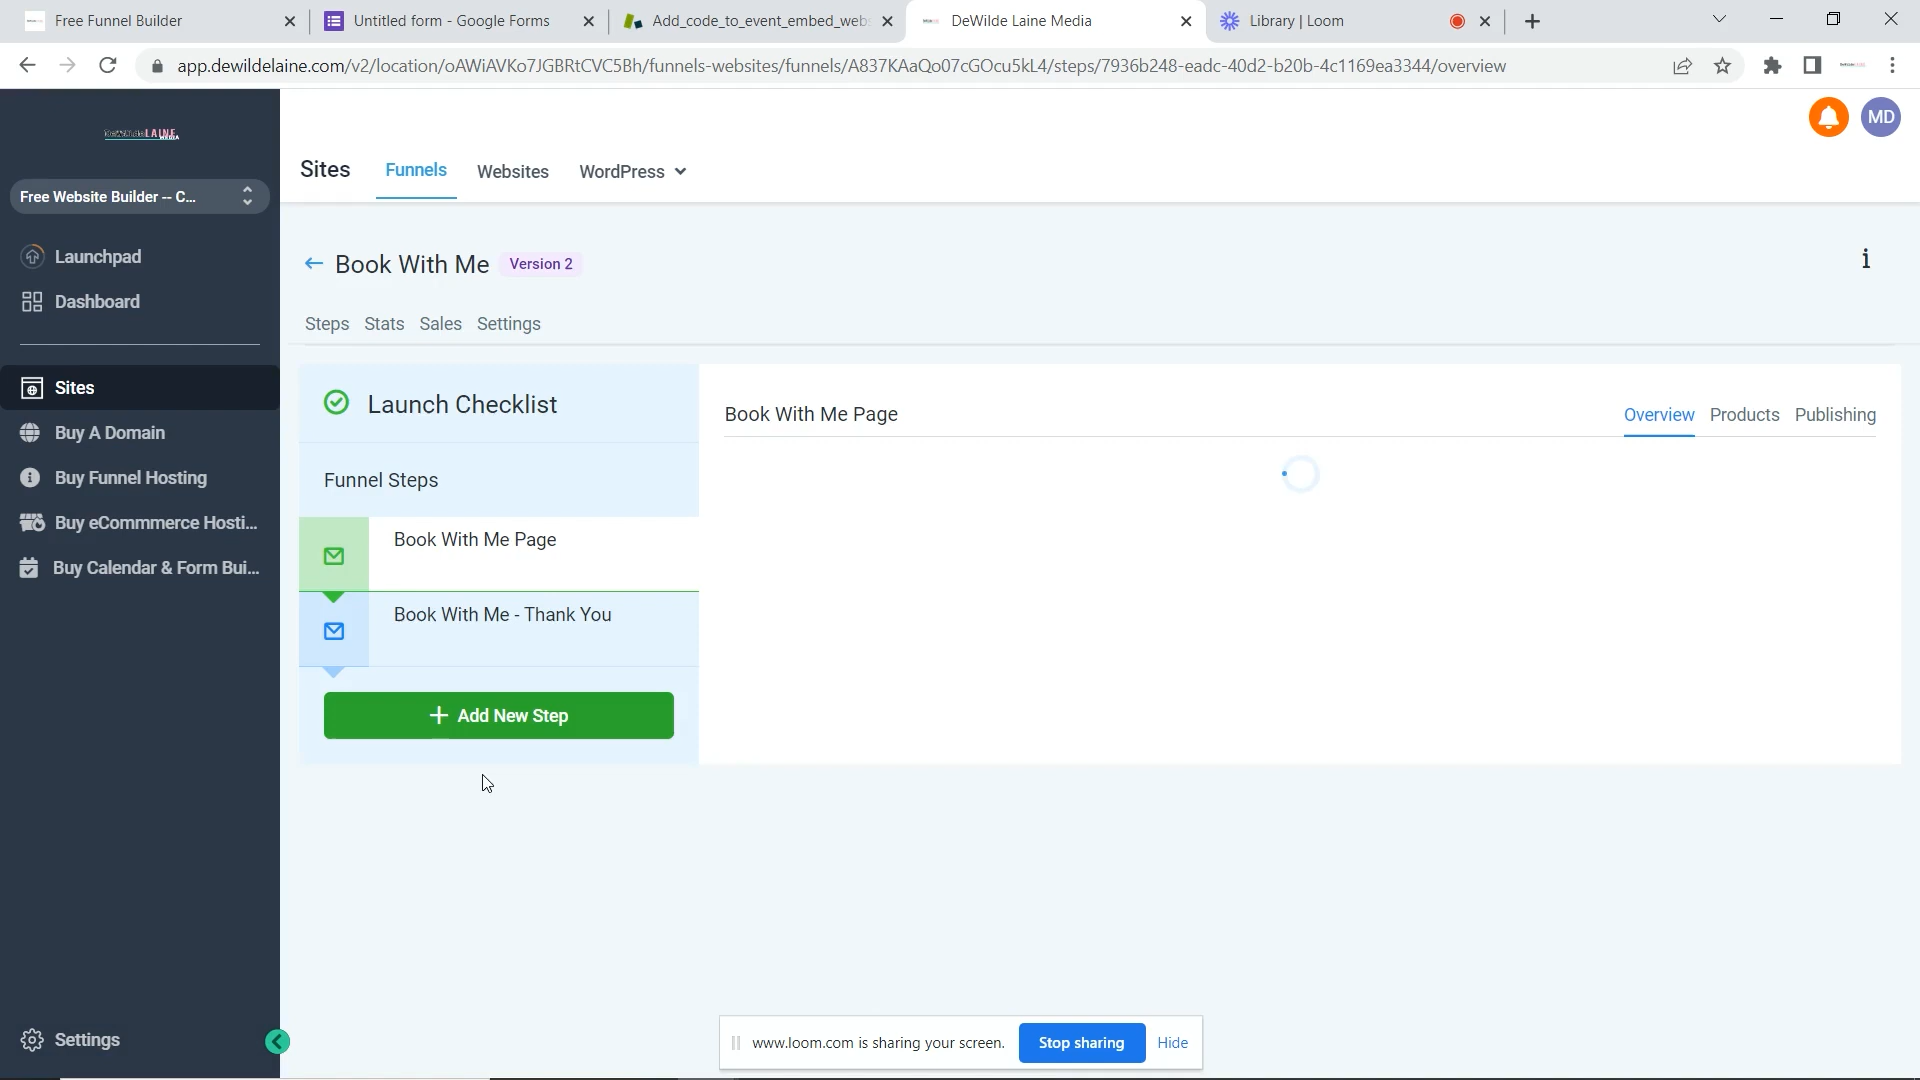 Free Funnel Builder
Untitled form - Google Forms
Add_code_to_event_embed_web
DeWilde Laine Media
Library | Loom
app.dewildelaine.com/v2/location/oAWiAVKo7JGBRtCVC5Bh/funnels-websites/funnels/A837KAaQo07cGOcu5kL4/steps/7936b248-eadc-40d2-b20b-4c1169ea3344/overview
MD
LAINE
Sites
Funnels
Websites
WordPress
Free Website Builder -- C...
Launchpad
Dashboard
Sites
Buy A Domain
Buy Funnel Hosting
Buy eCommmerce Hosti...
Buy Calendar & Form Bui...
Settings
Book With Me
Version 2
i
Steps
Stats
Sales
Settings
Launch Checklist
Funnel Steps
Book With Me Page
Book With Me - Thank You
+ Add New Step
Book With Me Page
Overview
Products
Publishing
www.loom.com is sharing your screen.
Stop sharing
Hide